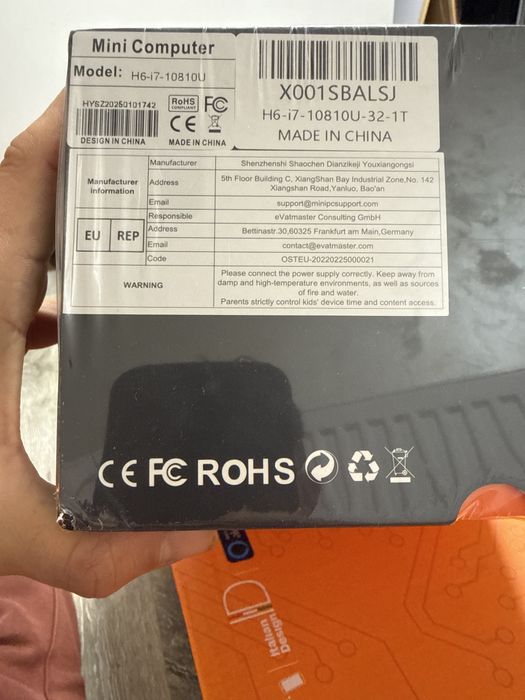 Mini Computer
Model: H6-i7-10810U
HYSZ20250101742
RoHS
COMPLIANT
FC
CE
DESIGN IN CHINA
MADE IN CHINA
X001SBALSJ
H6-i7-10810U-32-1T
MADE IN CHINA
Manufacturer information
Manufacturer Shenzhenshi Shaochen Dianzikeji Youxiangongsi
Address 5th Floor Building C, XiangShan Bay Industrial Zone,No. 142
Xiangshan Road,Yanluo, Bao'an
Email support@minipcsupport.com
EU REP
Responsible eVatmaster Consulting GmbH
Address Bettinastr.30,60325 Frankfurt am Main,Germany
Email contact@evatmaster.com
Code OSTEU-20220225000021
WARNING
Please connect the power supply correctly. Keep away from
damp and high-temperature environments, as well as sources
of fire and water.
Parents strictly control kids' device time and content access.
CE FC ROHS
ID
Italian
Design